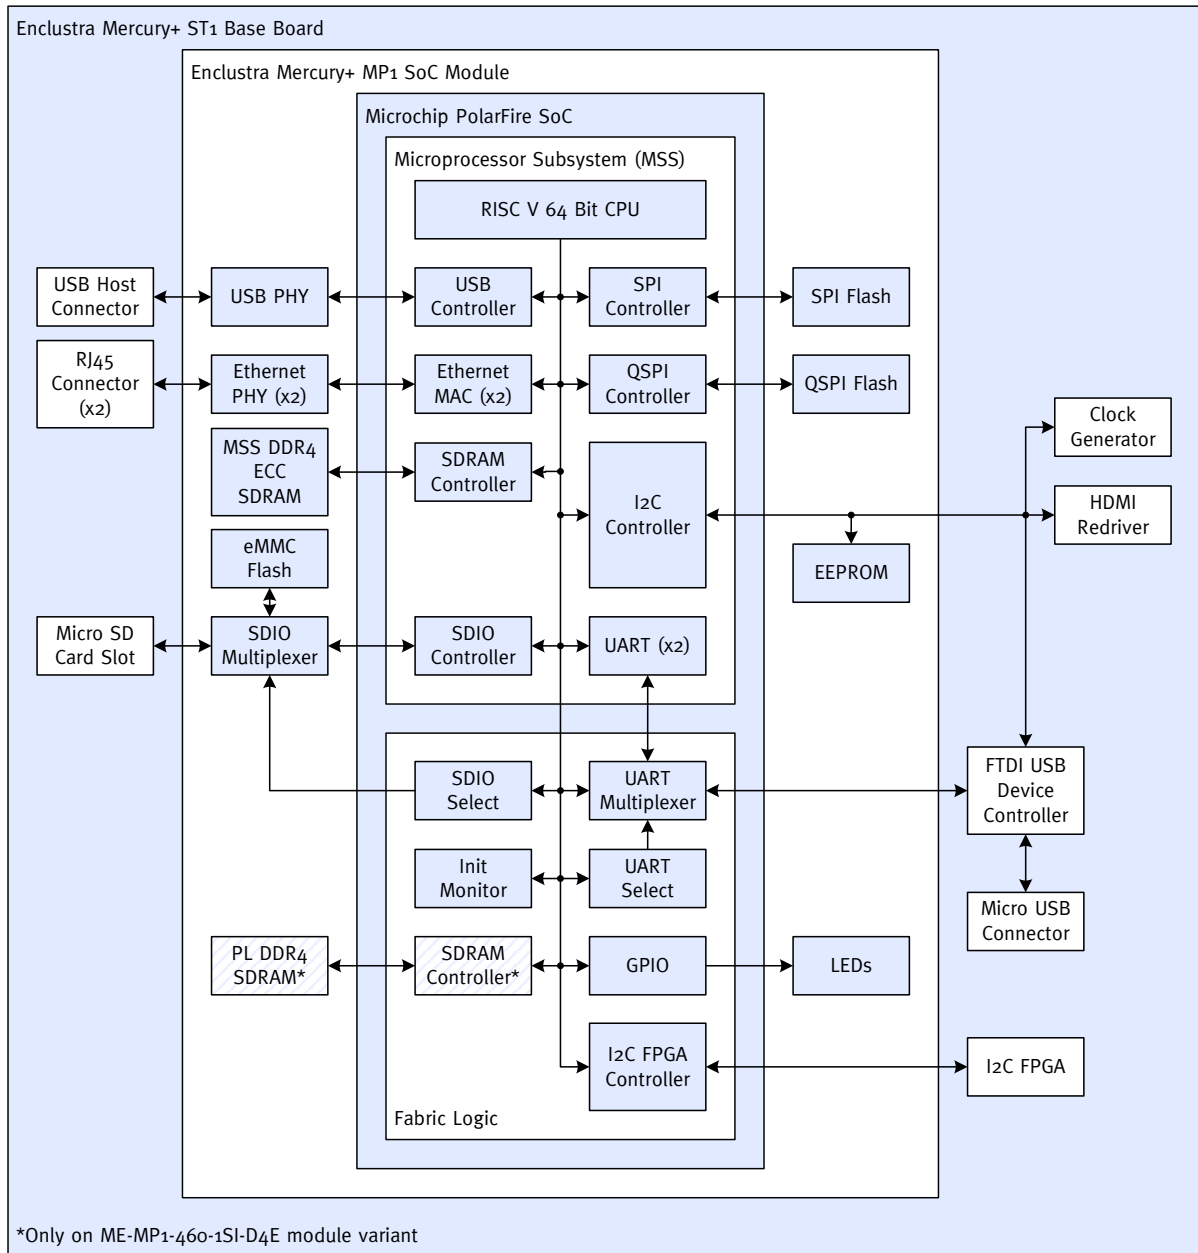 Enclustra Mercury+ ST1 Base Board
Enclustra Mercury+ MP1 SoC Module
Microchip PolarFire SoC
Microprocessor Subsystem (MSS)
RISC V 64 Bit CPU
USB Host
Connector
USB PHY
USB
Controller
SPI
Controller
SPI Flash
RJ45
Connector
(x2)
Ethernet
PHY (x2)
Ethernet
MAC (x2)
QSPI
Controller
QSPI Flash
Clock
Generator
MSS DDR4
ECC
SDRAM
SDRAM
Controller
I2C
Controller
HDMI
Redriver
eMMC
Flash
EEPROM
Micro SD
Card Slot
SDIO
Multiplexer
SDIO
Controller
UART (x2)
SDIO
Select
UART
Multiplexer
FTDI USB
Device
Controller
Init
Monitor
UART
Select
Micro USB
Connector
PL DDR4
SDRAM*
SDRAM
Controller*
GPIO
LEDs
I2C FPGA
Controller
I2C FPGA
Fabric Logic
*Only on ME-MP1-460-1SI-D4E module variant